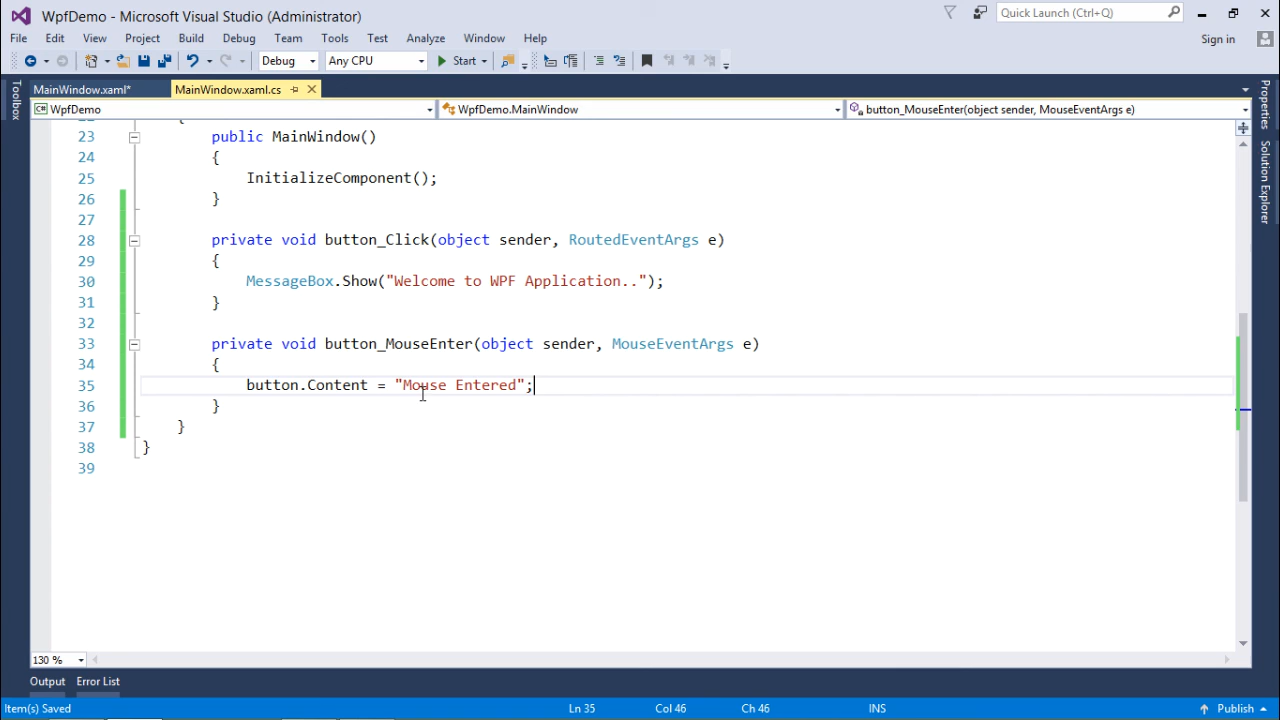 WpfDemo - Microsoft Visual Studio (Administrator)
Quick Launch (Ctrl+Q)
File Edit View Project Build Debug Team Tools Test Analyze Window Help
Sign in
Debug Any CPU Start
Toolbox
MainWindow.xaml* MainWindow.xaml.cs
WpfDemo WpfDemo.MainWindow button_MouseEnter(object sender, MouseEventArgs e)
Properties
Solution Explorer
22 {
23 public MainWindow()
24 {
25 InitializeComponent();
26 }
27
28 private void button_Click(object sender, RoutedEventArgs e)
29 {
30 MessageBox.Show("Welcome to WPF Application..");
31 }
32
33 private void button_MouseEnter(object sender, MouseEventArgs e)
34 {
35 button.Content = "Mouse Entered";
36 }
37 }
38 }
39
130 %
Output Error List
Item(s) Saved Ln 35 Col 46 Ch 46 INS Publish